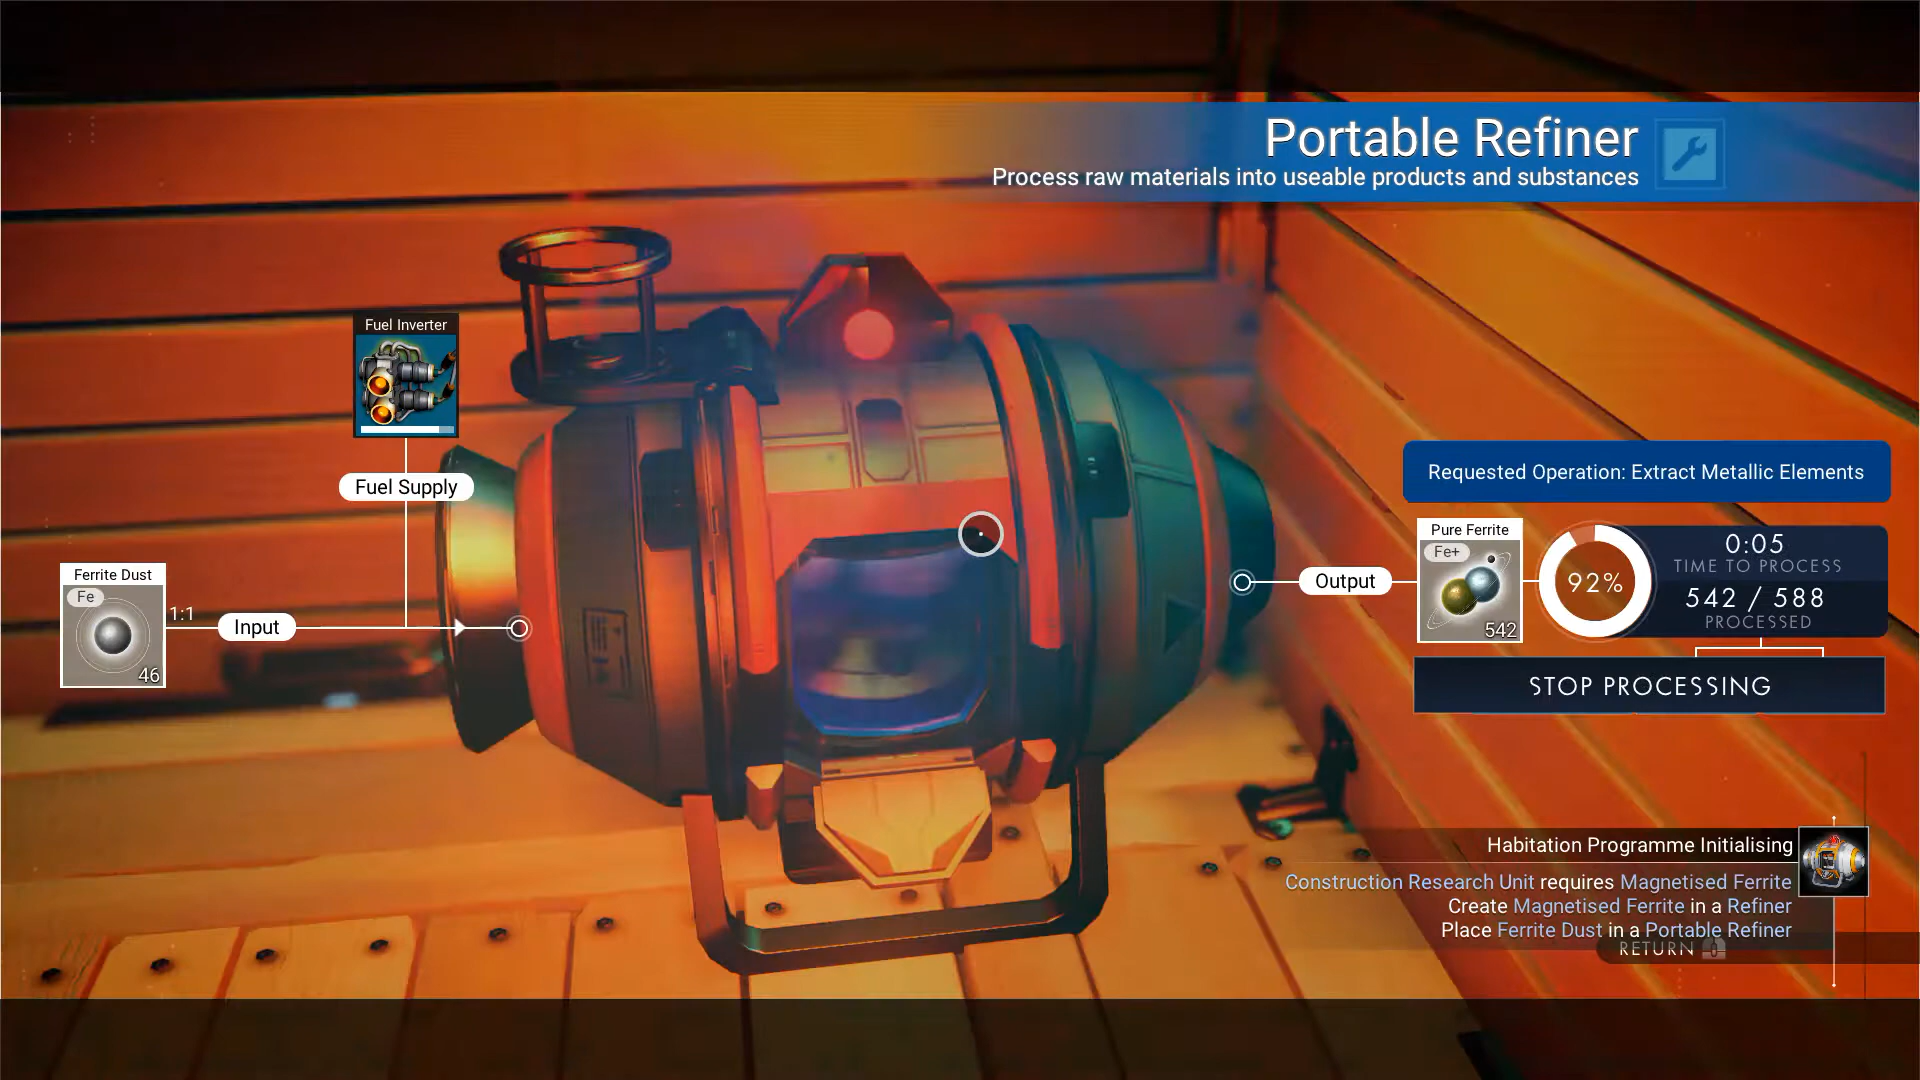 Portable Refiner
Process raw materials into useable products and substances
Fuel Inverter
Fuel Supply
Ferrite Dust
Fe
46
1:1
Input
Output
Requested Operation: Extract Metallic Elements
Pure Ferrite
Fe+
542
92%
0:05
TIME TO PROCESS
542 / 588
PROCESSED
STOP PROCESSING
Habitation Programme Initialising
Construction Research Unit requires Magnetised Ferrite
Create Magnetised Ferrite in a Refiner
Place Ferrite Dust in a Portable Refiner
RETURN